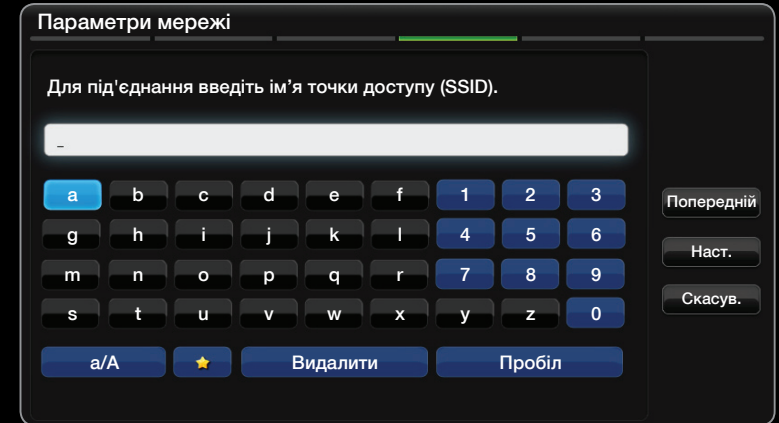 Параметри мережі
Для під'єднання введіть ім’я точки доступу (SSID).
_
a b c d e f 1 2 3
g h i j k l 4 5 6
m n o p q r 7 8 9
s t u v w x y z 0
a/A Видалити Пробіл
Попередній
Наст.
Скасув.